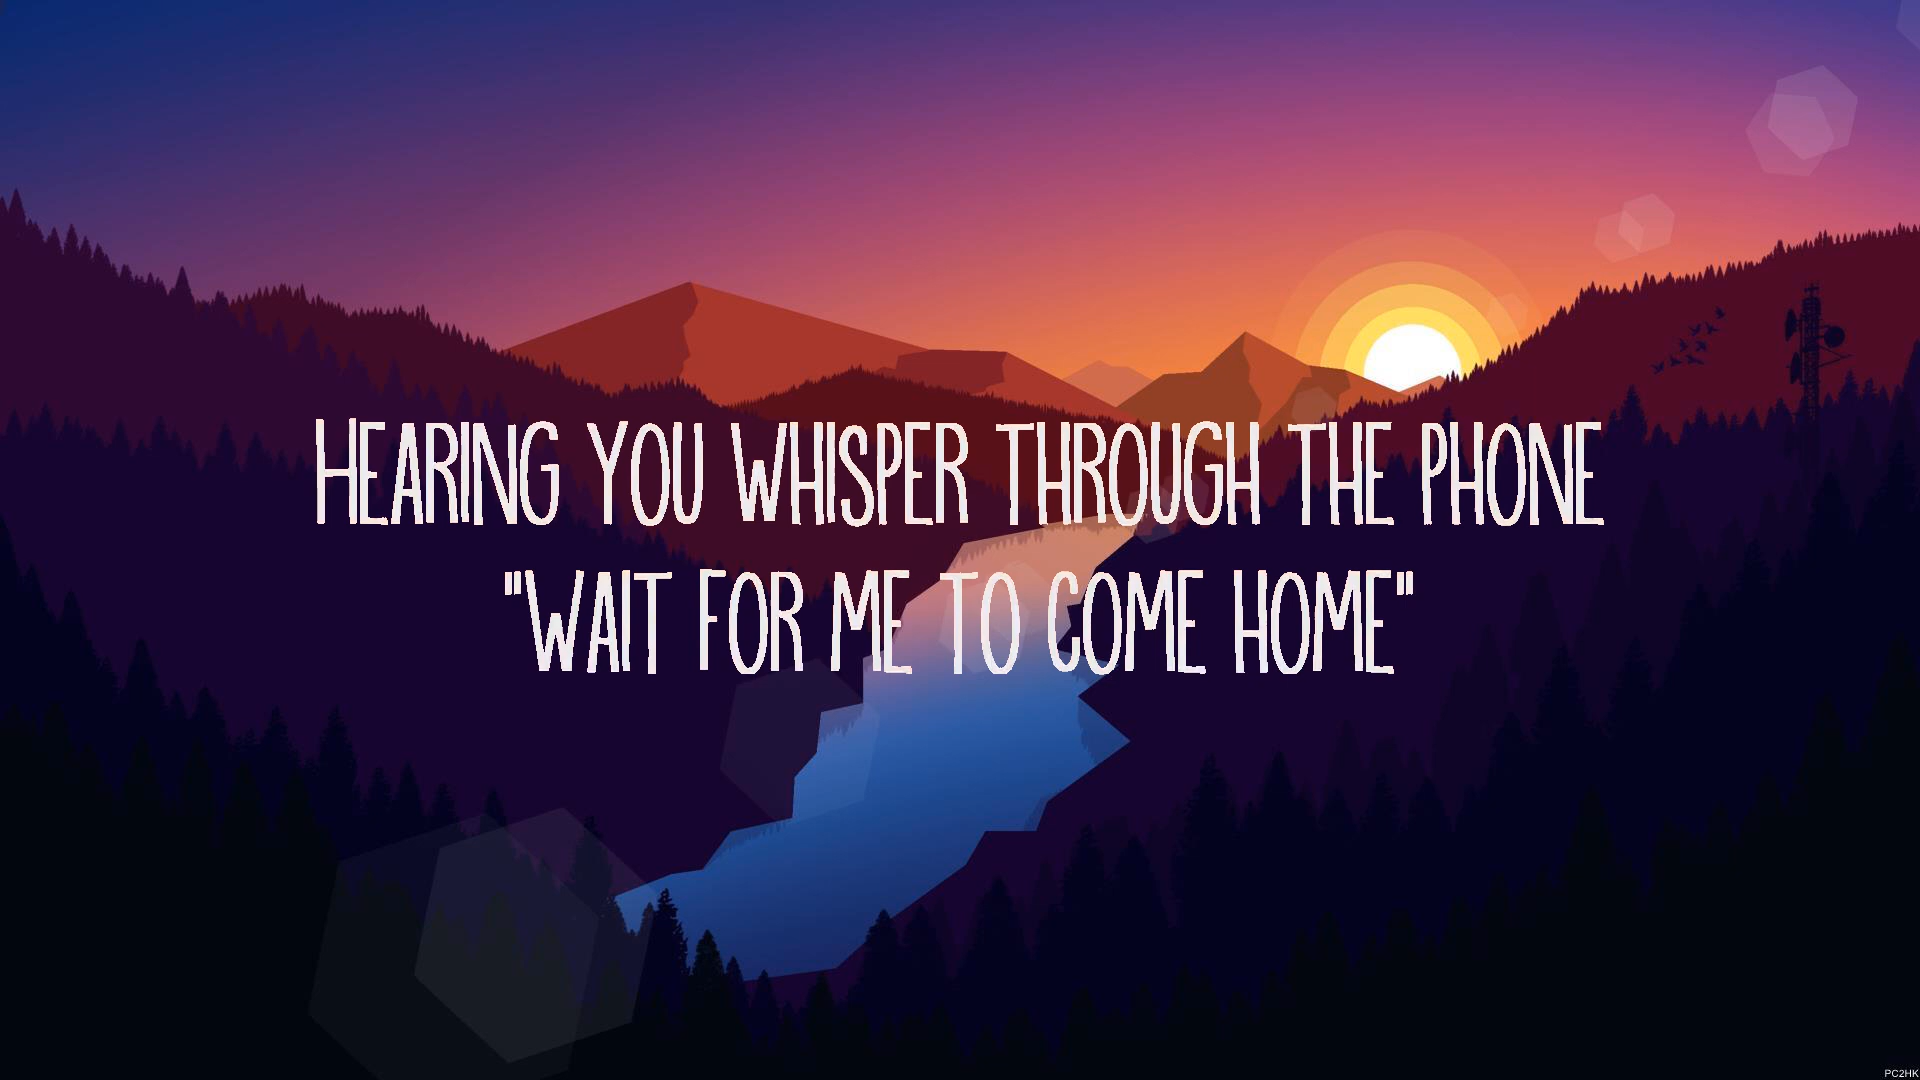 HEARING YOU WHISPER THROUGH THE PHONE
"WAIT FOR ME TO COME HOME"
PC2HK